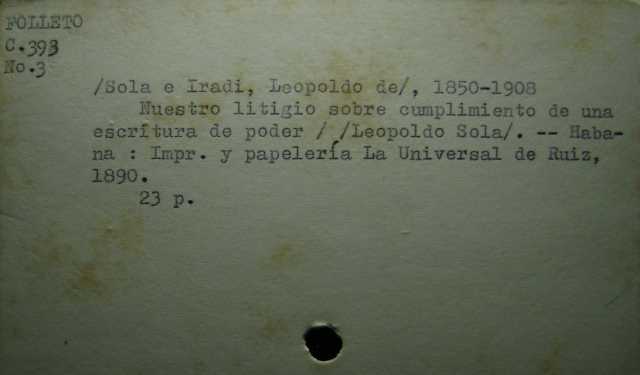 FOLLETO
C.393
No.3
/Sola e Iradi, Leopoldo de/, 1850-1908
Nuestro litigio sobre cumplimiento de una
escritura de poder / /Leopoldo Sola/. -- Haba-
na : Impr. y papelería La Universal de Ruiz,
1890.
23 p.